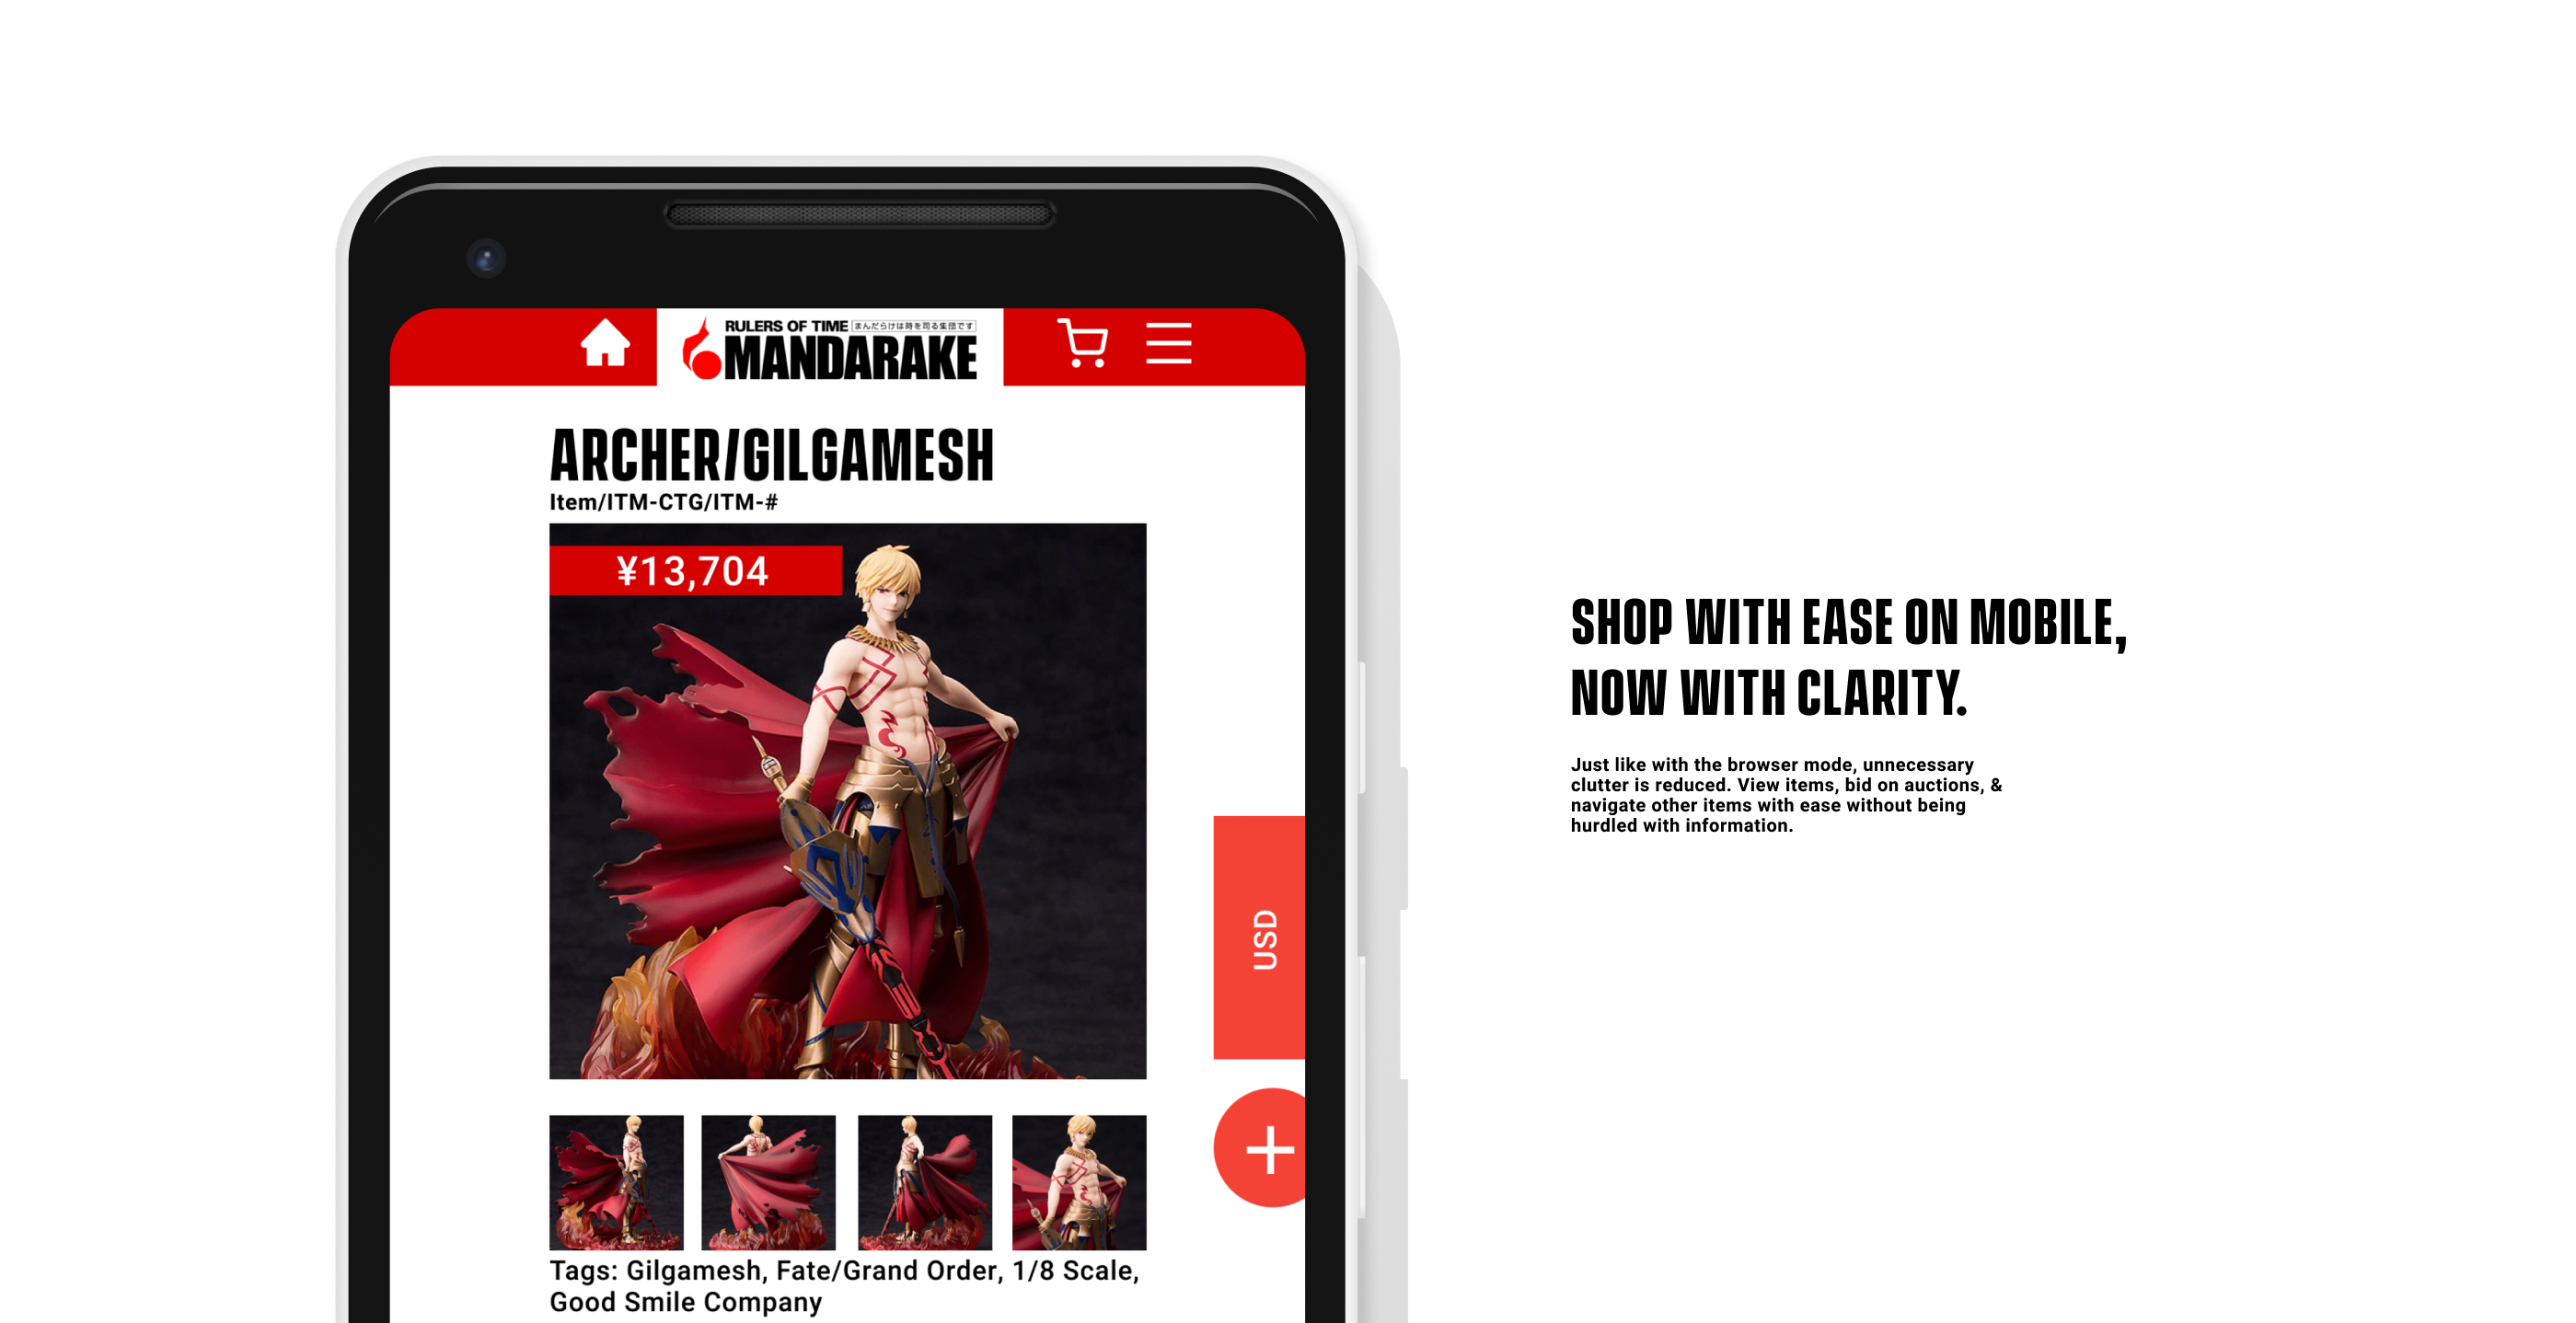 RULERS OF TIME まんだらけは時を司る集団です
MANDARAKE
ARCHER/GILGAMESH
Item/ITM-CTG/ITM-#
¥13,704
USD
Tags: Gilgamesh, Fate/Grand Order, 1/8 Scale,
Good Smile Company
SHOP WITH EASE ON MOBILE,
NOW WITH CLARITY.
Just like with the browser mode, unnecessary
clutter is reduced. View items, bid on auctions, &
navigate other items with ease without being
hurdled with information.